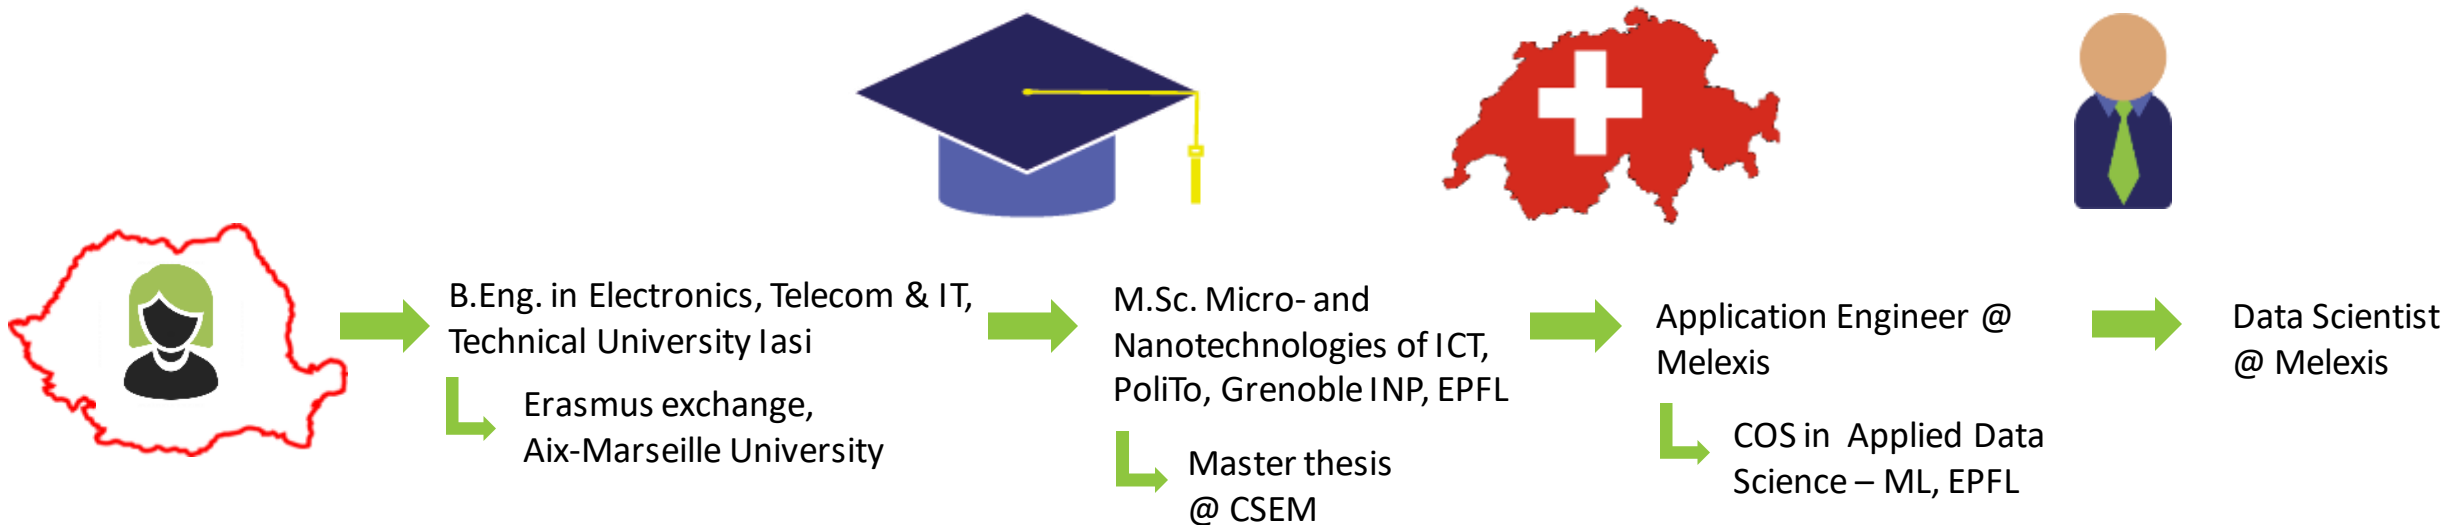 B.Eng. in Electronics, Telecom & IT,
Technical University Iasi
Erasmus exchange,
Aix-Marseille University
M.Sc. Micro- and
Nanotechnologies of ICT,
PoliTo, Grenoble INP, EPFL
Master thesis
@ CSEM
Application Engineer @
Melexis
COS in Applied Data
Science – ML, EPFL
Data Scientist
@ Melexis